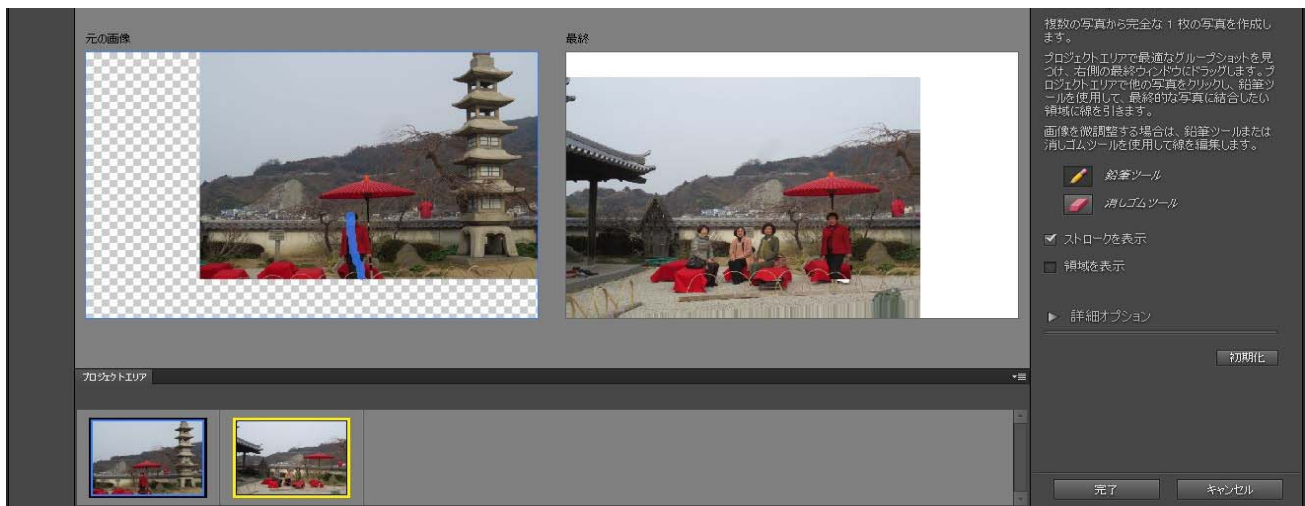 元の画像
最終
複数の写真から完全な 1 枚の写真を作成し
ます。
プロジェクトエリアで最適なグループショットを見
つけ、右側の最終ウィンドウにドラッグします。プ
ロジェクトエリアで他の写真をクリックし、鉛筆ツ
ールを使用して、最終的な写真に結合したい
領域に線を引きます。
画像を微調整する場合は、鉛筆ツールまたは
消しゴムツールを使用して線を編集します。
鉛筆ツール
消しゴムツール
ストロークを表示
領域を表示
詳細オプション
初期化
プロジェクトエリア
完了
キャンセル